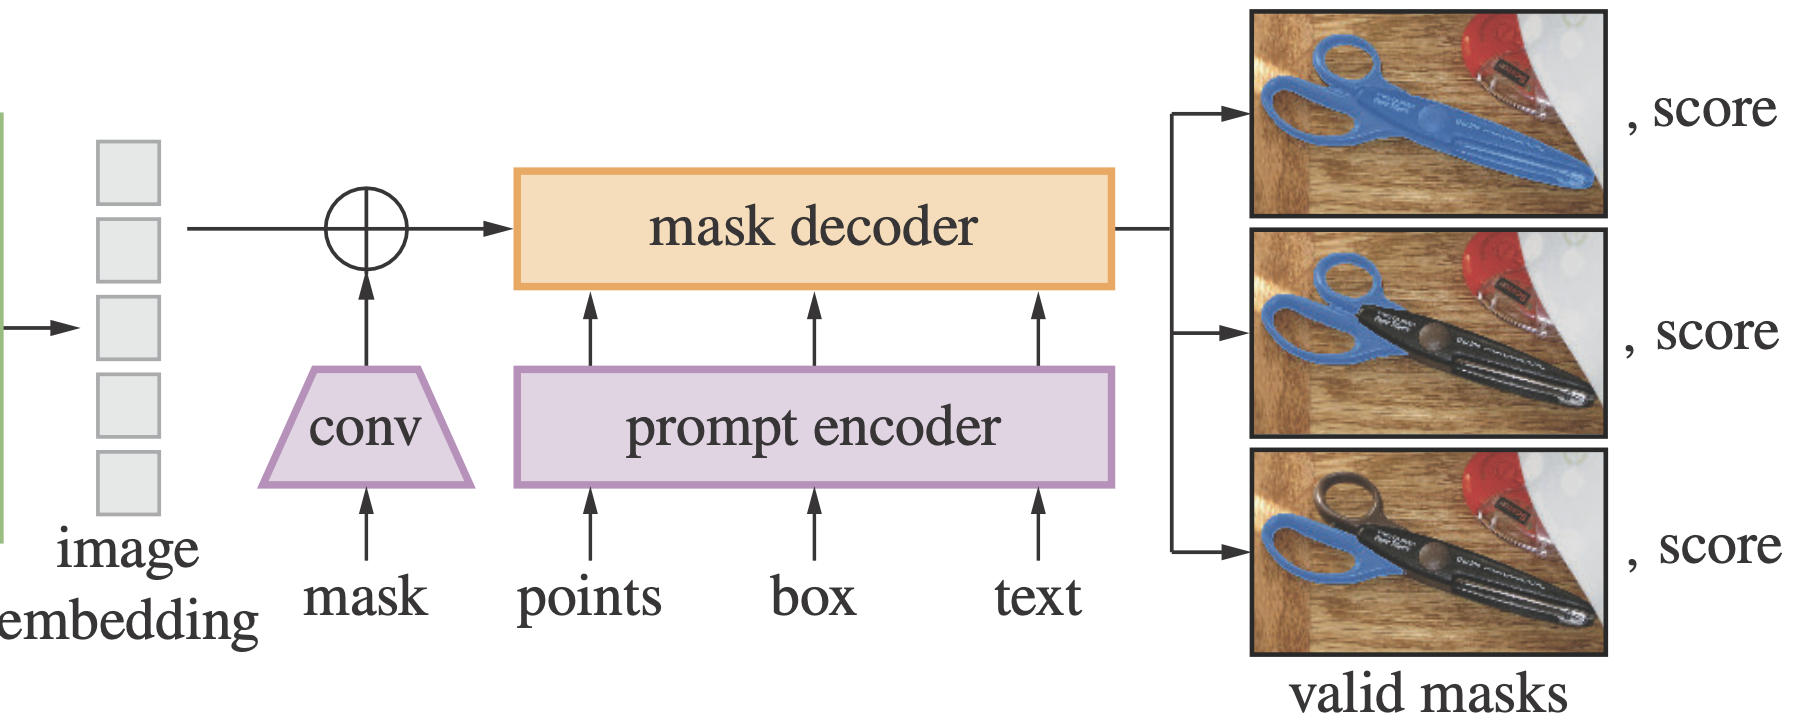 image
embedding
conv
mask
mask decoder
prompt encoder
points
box
text
, score
, score
, score
valid masks